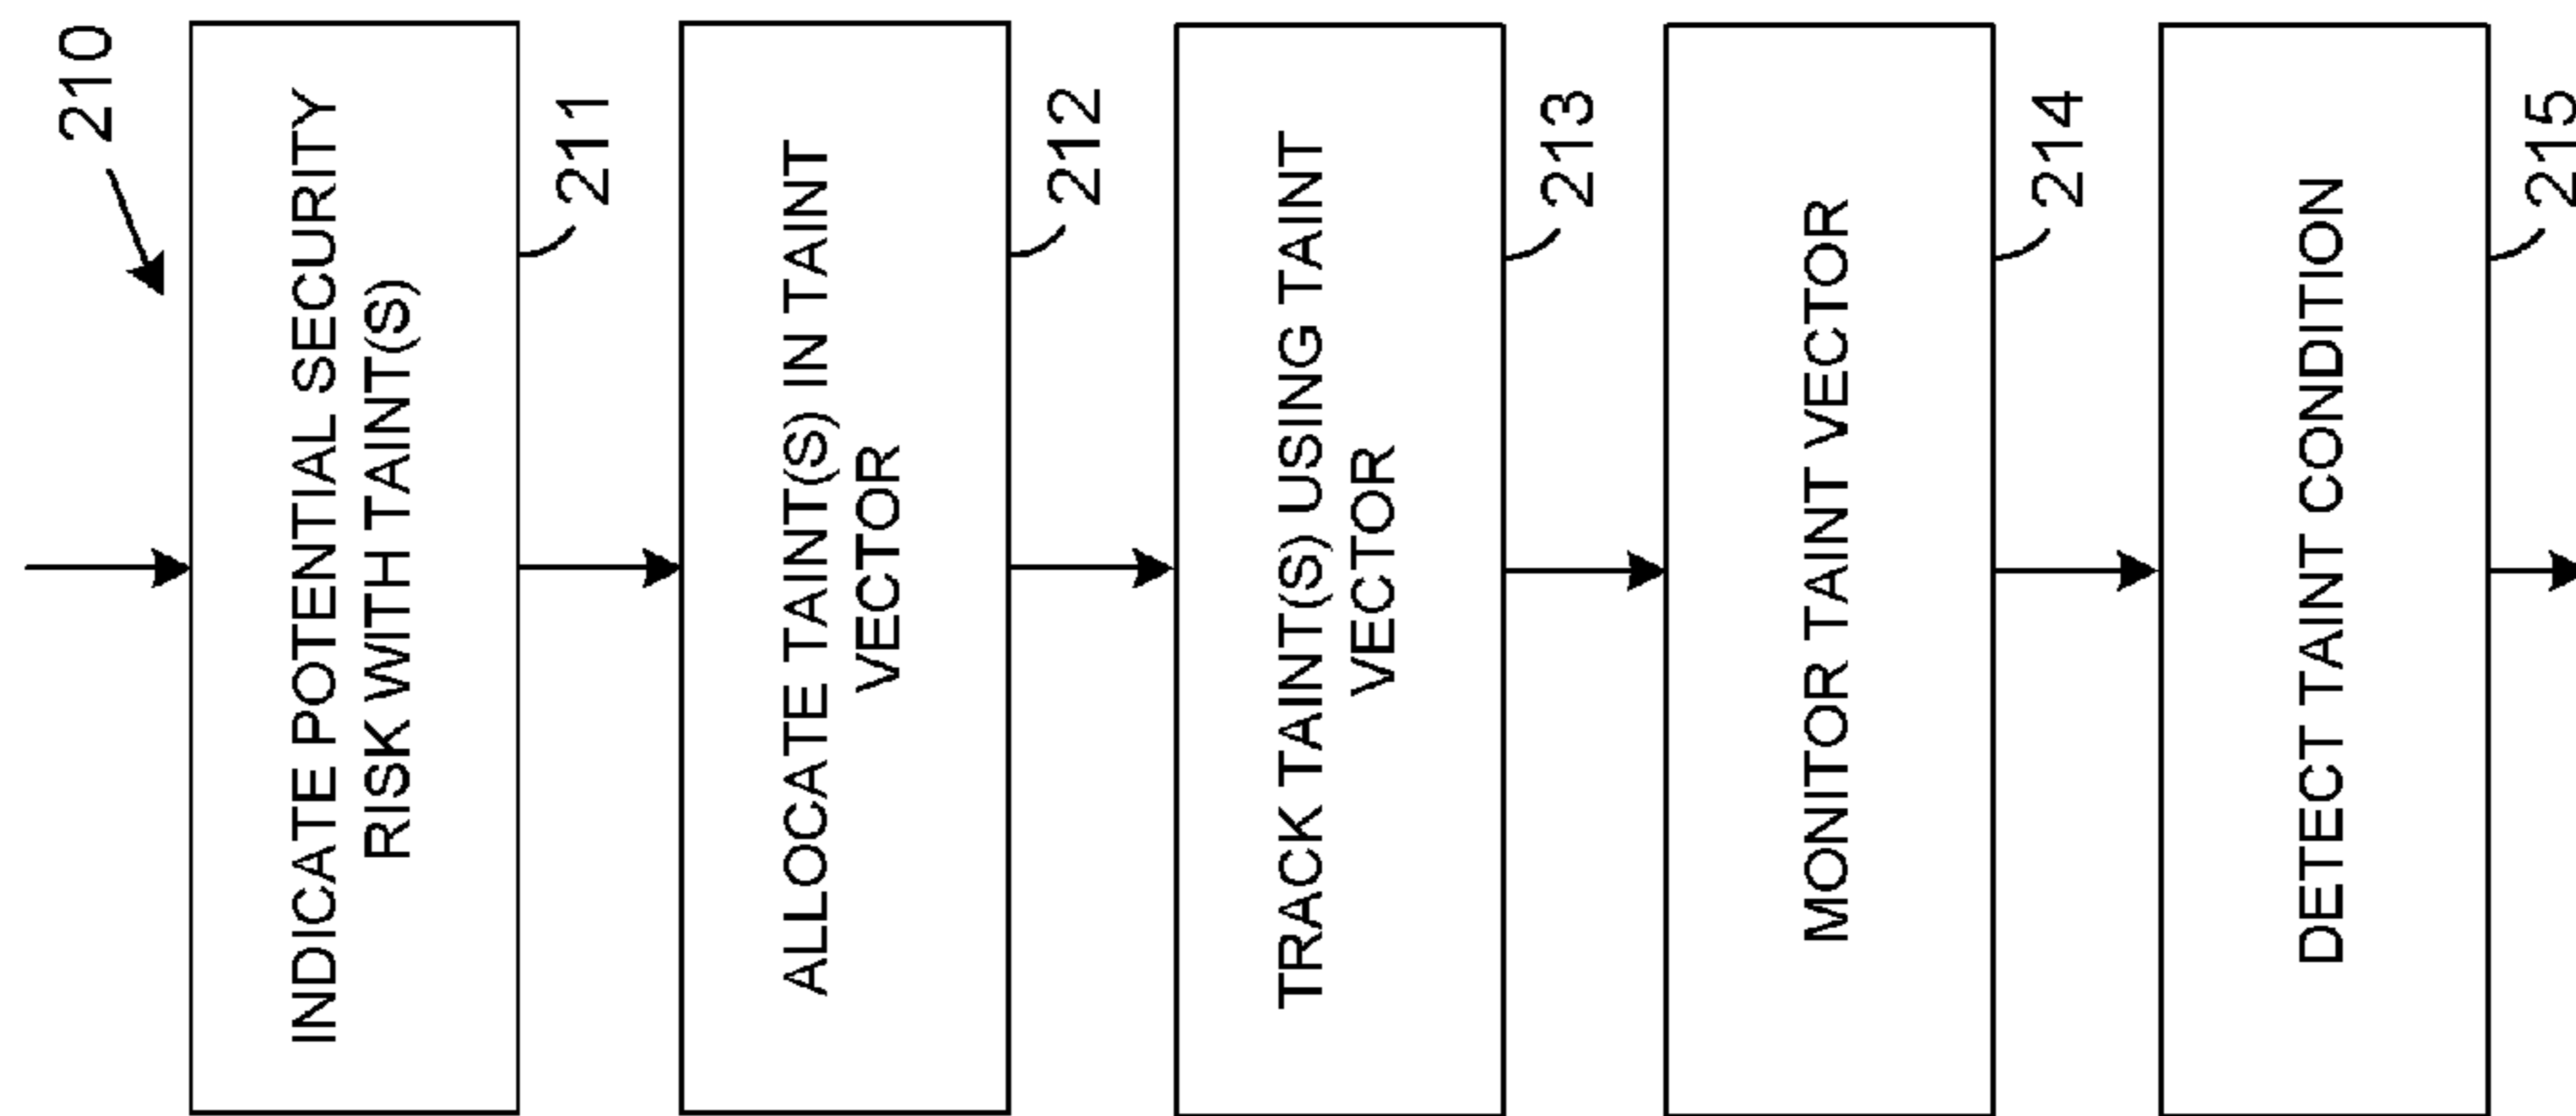 210
INDICATE POTENTIAL SECURITY
RISK WITH TAINT(S)
211
ALLOCATE TAINT(S) IN TAINT
VECTOR
212
TRACK TAINT(S) USING TAINT
VECTOR
213
MONITOR TAINT VECTOR
214
DETECT TAINT CONDITION
215